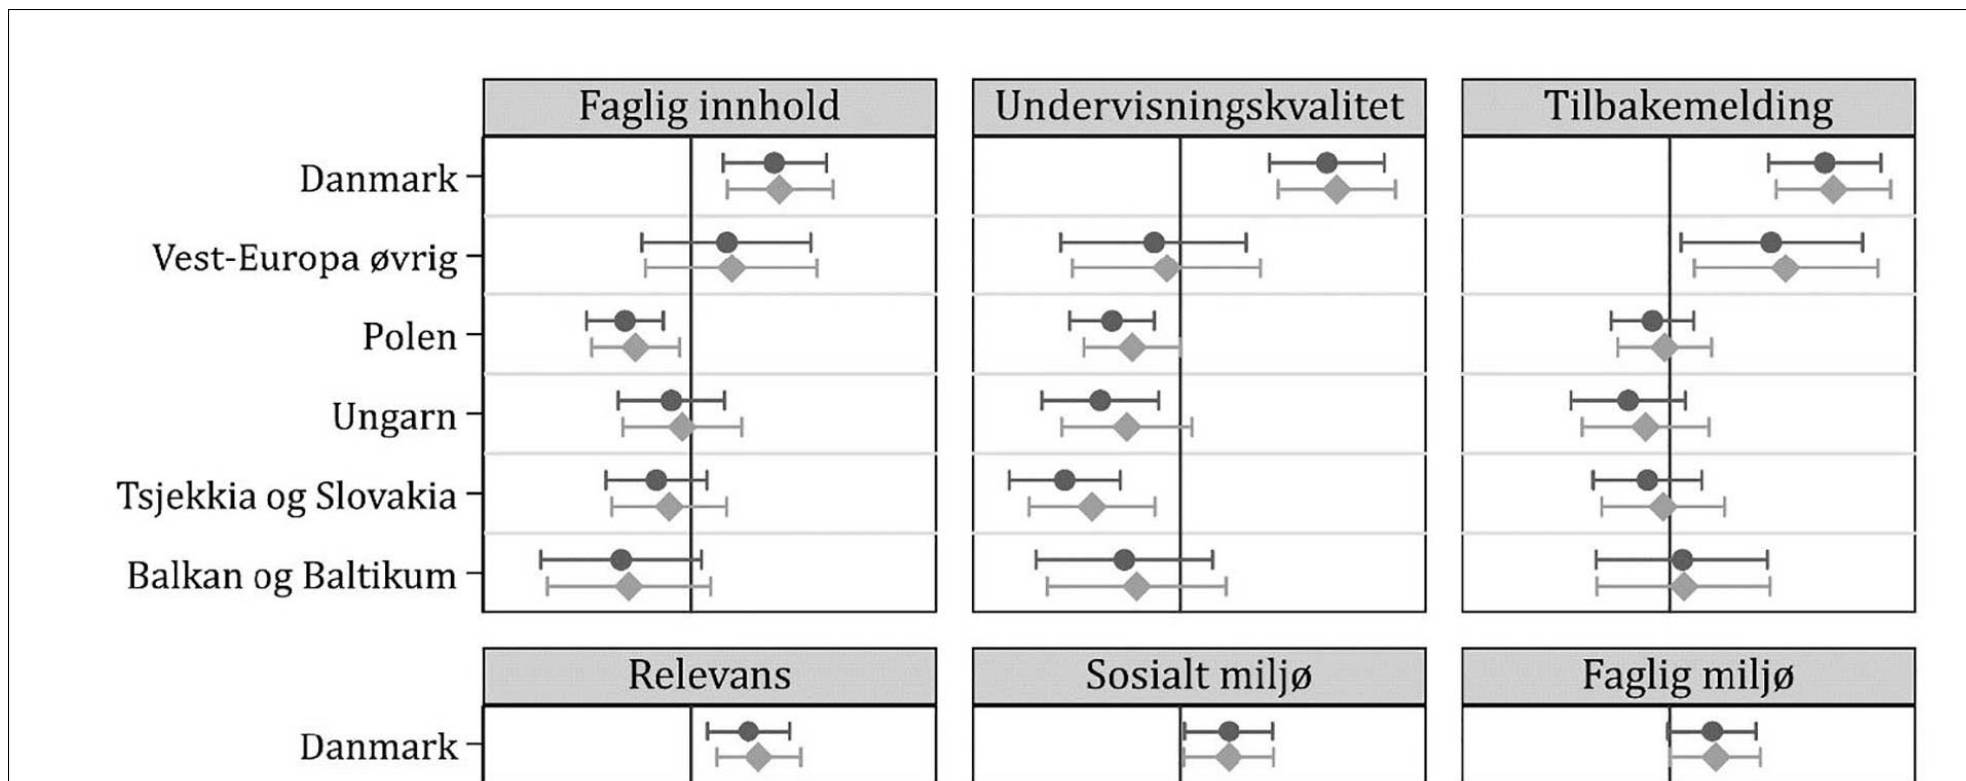 Faglig innhold Undervisningskvalitet Tilbakemelding
Danmark
Vest-Europa øvrig
Polen
Ungarn
Tsjekkia og Slovakia
Balkan og Baltikum
Relevans Sosialt miljø Faglig miljø
Danmark